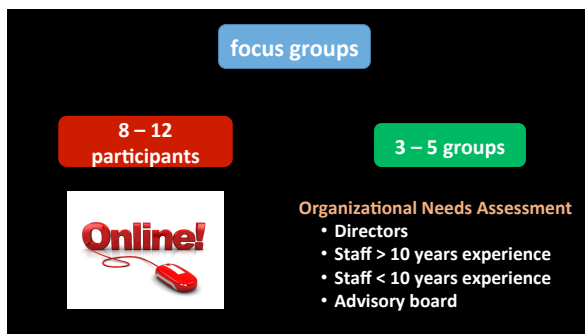 focus groups
8 – 12
participants
3 – 5 groups
Online!
Organizational Needs Assessment
• Directors
• Staff > 10 years experience
• Staff < 10 years experience
• Advisory board